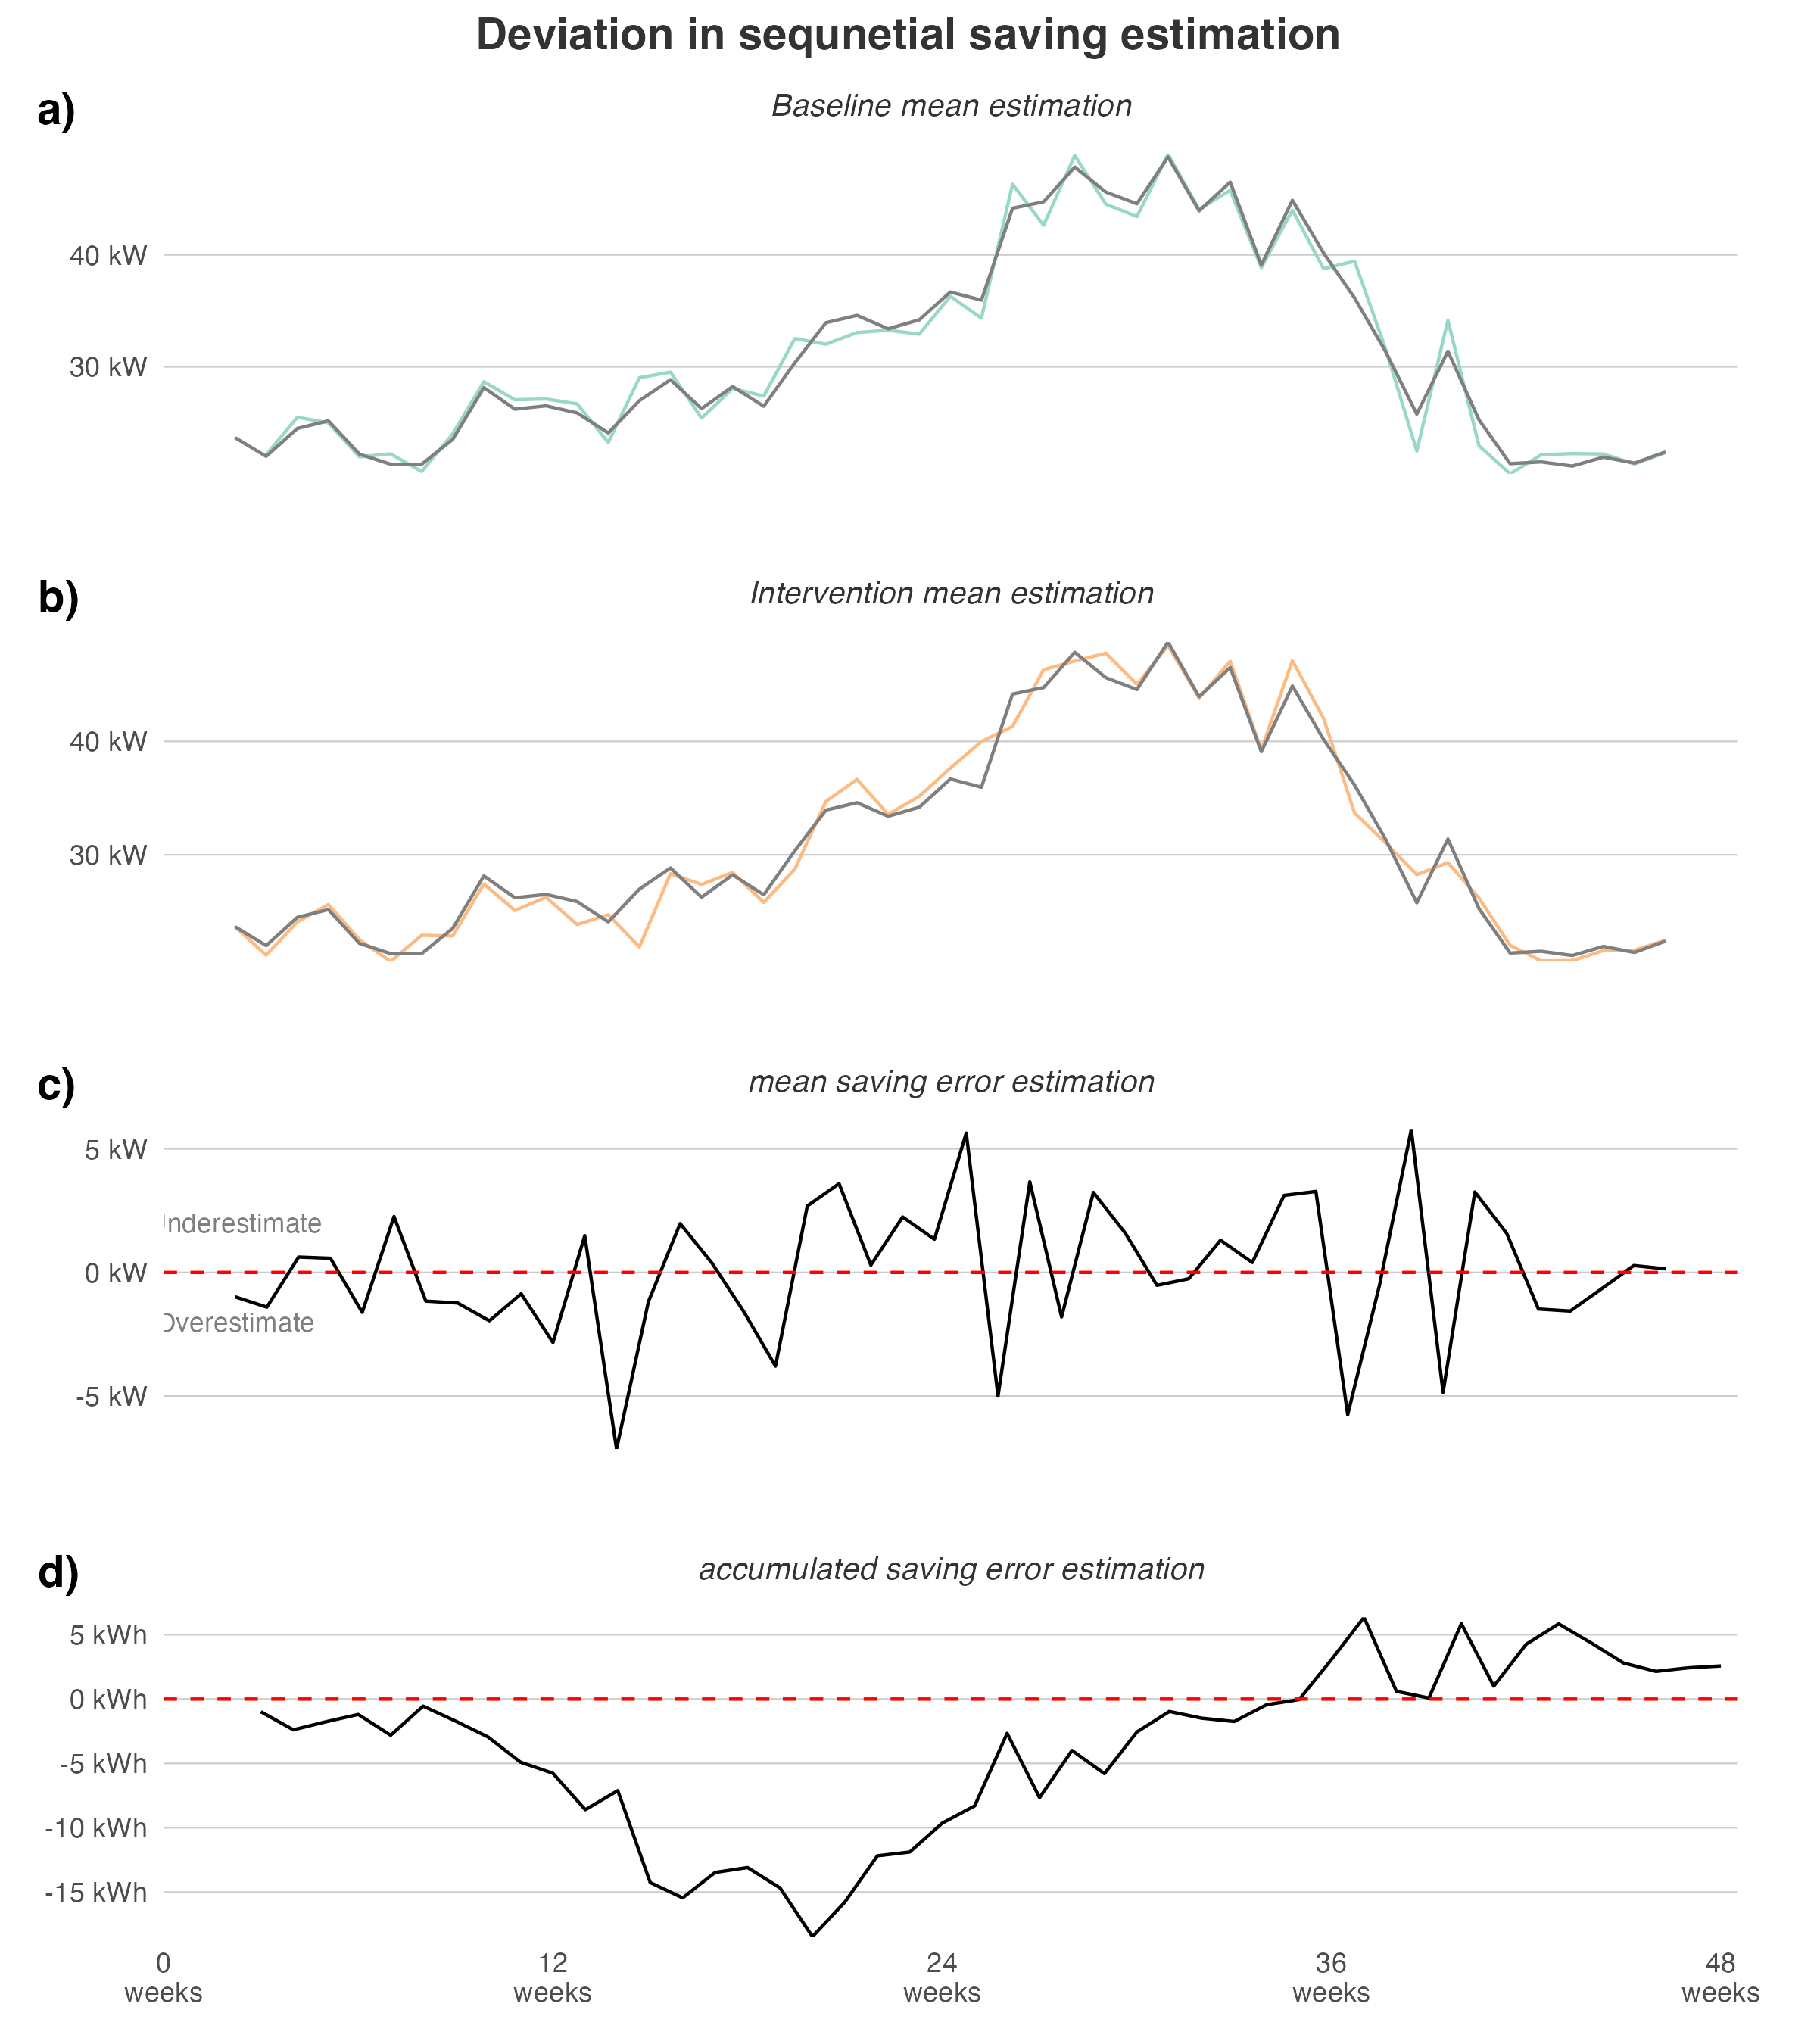 Deviation in sequnetial saving estimation
a)
Baseline mean estimation
40 kW
30 kW
b)
Intervention mean estimation
40 kW
30 kW
c)
mean saving error estimation
5 kW
Underestimate
0 kW
Overestimate
-5 kW
d)
accumulated saving error estimation
5 kWh
0 kWh
-5 kWh
-10 kWh
-15 kWh
0 12 24 36 48
weeks weeks weeks weeks weeks